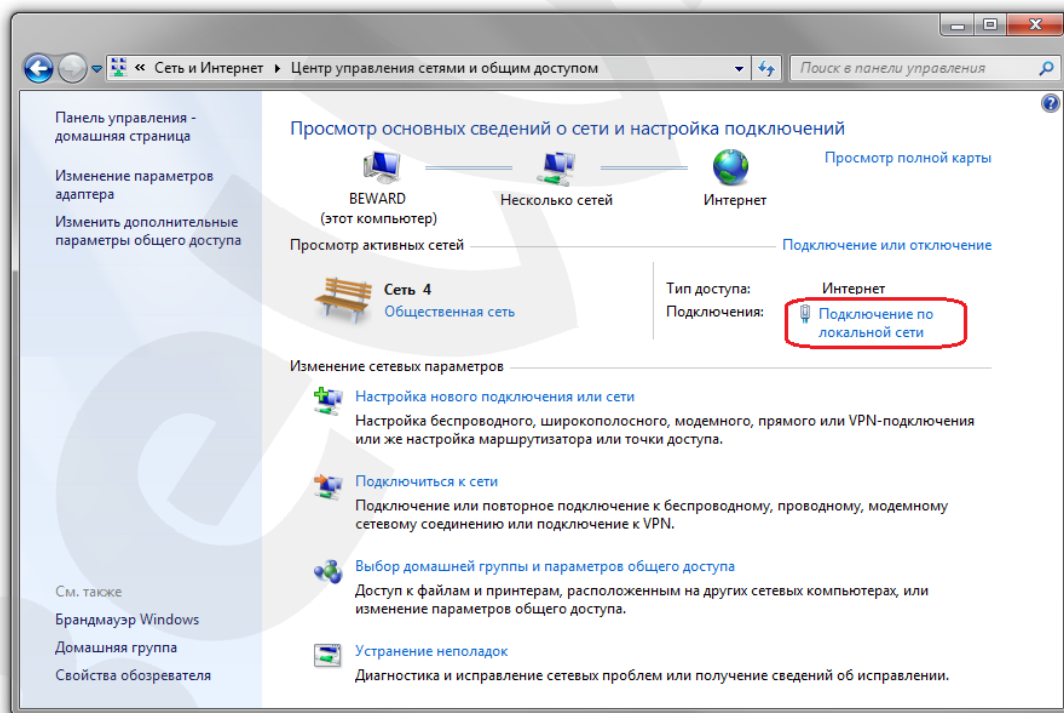 « Сеть и Интернет ▸ Центр управления сетями и общим доступом
Поиск в панели управления
Панель управления -
домашняя страница
Изменение параметров
адаптера
Изменить дополнительные
параметры общего доступа
Просмотр основных сведений о сети и настройка подключений
Просмотр полной карты
BEWARD
(этот компьютер)
Несколько сетей
Интернет
Просмотр активных сетей
Подключение или отключение
Сеть 4
Общественная сеть
Тип доступа: Интернет
Подключения: Подключение по
локальной сети
Изменение сетевых параметров
Настройка нового подключения или сети
Настройка беспроводного, широкополосного, модемного, прямого или VPN-подключения
или же настройка маршрутизатора или точки доступа.
Подключиться к сети
Подключение или повторное подключение к беспроводному, проводному, модемному
сетевому соединению или подключение к VPN.
Выбор домашней группы и параметров общего доступа
Доступ к файлам и принтерам, расположенным на других сетевых компьютерах, или
изменение параметров общего доступа.
Устранение неполадок
Диагностика и исправление сетевых проблем или получение сведений об исправлении.
См. также
Брандмауэр Windows
Домашняя группа
Свойства обозревателя